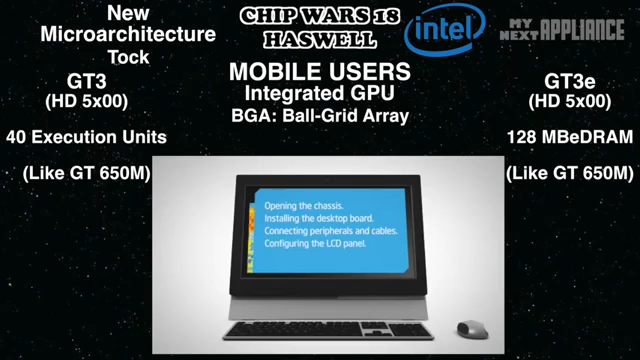 New
Microarchitecture
Tock
GT3
(HD 5x00)
40 Execution Units
(Like GT 650M)
CHIP WARS 18
HASWELL
MOBILE USERS
Integrated GPU
BGA: Ball-Grid Array
intel
MY NEXT APPLIANCE
GT3e
(HD 5x00)
128 MBeDRAM
(Like GT 650M)
Opening the chassis.
Installing the desktop board.
Connecting peripherals and cables.
Configuring the LCD panel.